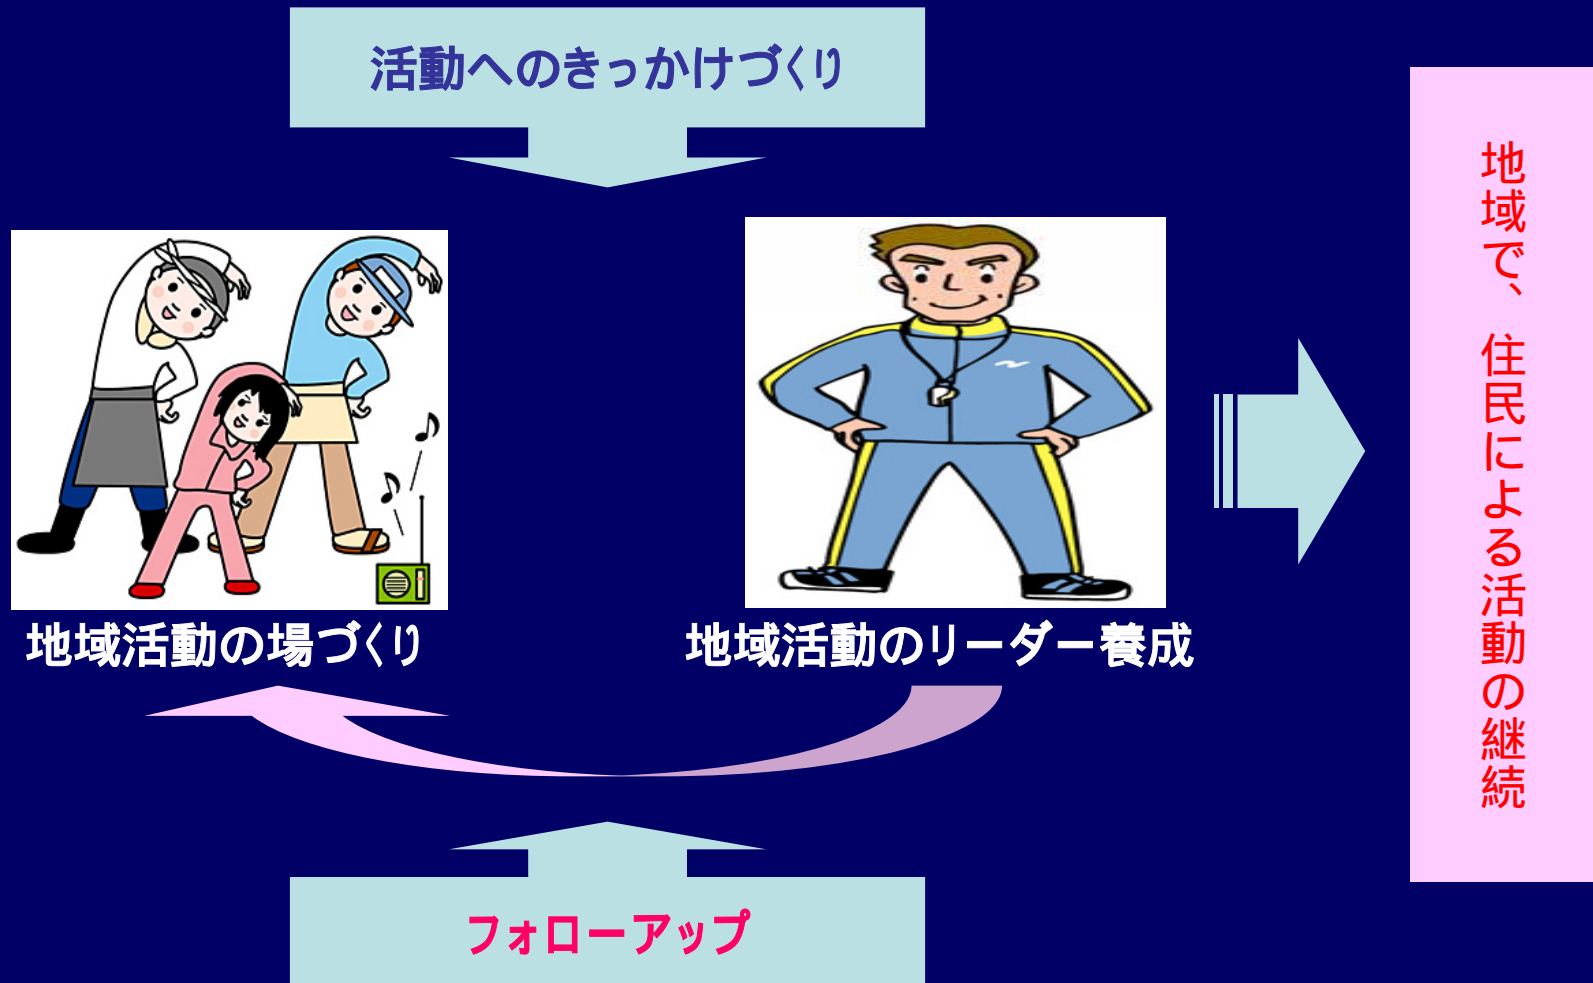 活動へのきっかけづくり
地域活動の場づくり
地域活動のリーダー養成
フォローアップ
地域で、住民による活動の継続